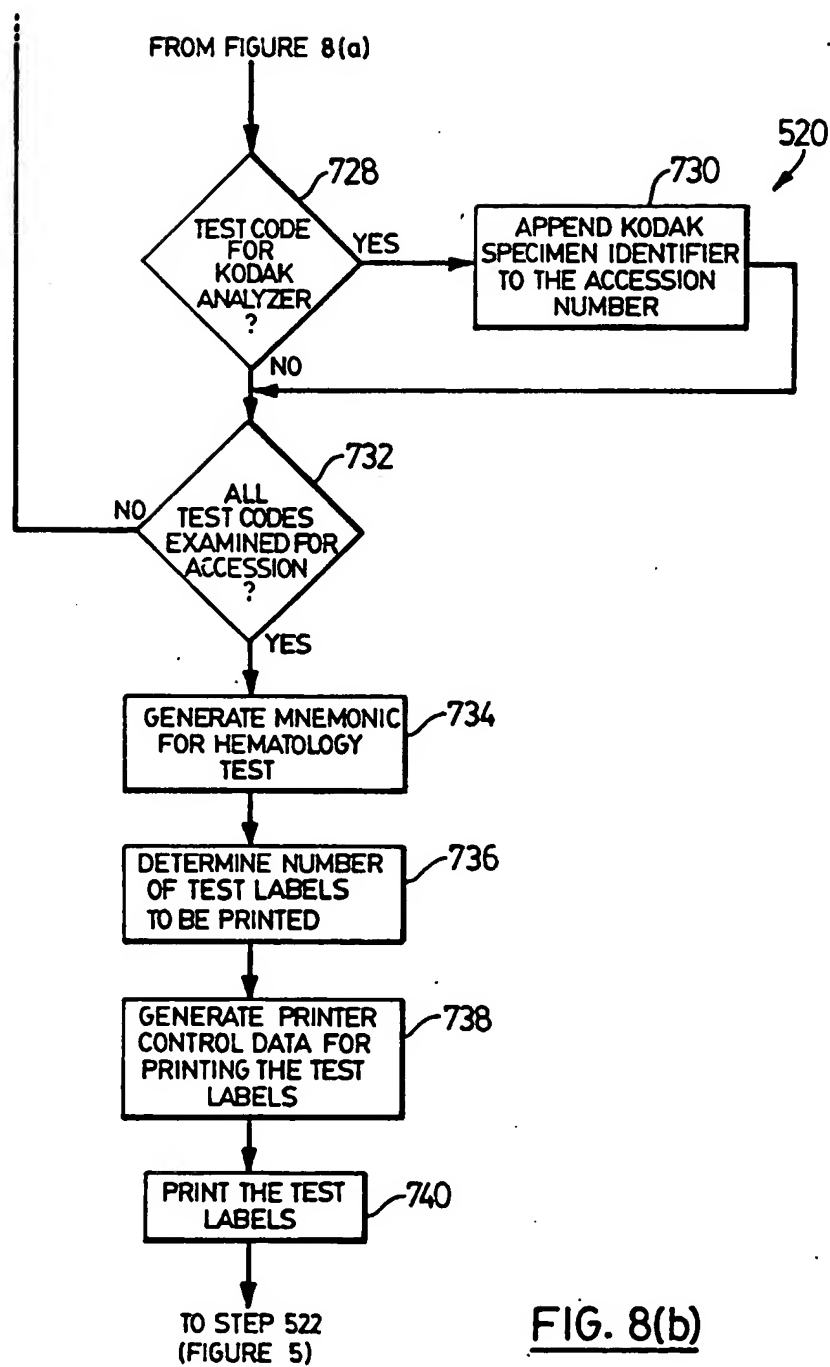 FROM FIGURE 8(a)
520
728
TEST CODE
FOR
KODAK
ANALYZER
?
YES
730
APPEND KODAK
SPECIMEN IDENTIFIER
TO THE ACCESSION
NUMBER
NO
732
ALL
TEST CODES
EXAMINED FOR
ACCESSION
?
NO
YES
GENERATE MNEMONIC
FOR HEMATOLOGY
TEST
734
DETERMINE NUMBER
OF TEST LABELS
TO BE PRINTED
736
GENERATE PRINTER
CONTROL DATA FOR
PRINTING THE TEST
LABELS
738
PRINT THE TEST
LABELS
740
TO STEP 522
(FIGURE 5)
FIG. 8(b)